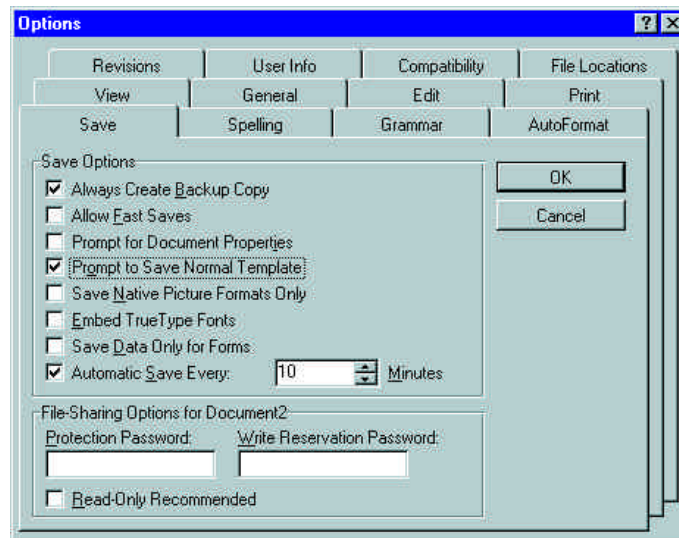 Options
Revisions User Info Compatibility File Locations
View General Edit Print
Save Spelling Grammar AutoFormat
Save Options
Always Create Backup Copy
OK
Allow Fast Saves
Cancel
Prompt for Document Properties
Prompt to Save Normal Template
Save Native Picture Formats Only
Embed TrueType Fonts
Save Data Only for Forms
Automatic Save Every: 10 Minutes
File-Sharing Options for Document2
Protection Password: Write Reservation Password:
Read-Only Recommended